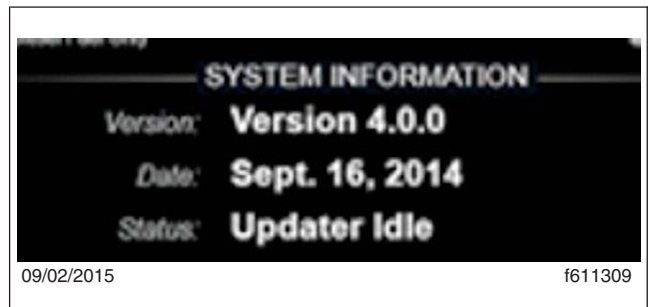 SYSTEM INFORMATION
Version: Version 4.0.0
Date: Sept. 16, 2014
Status: Updater Idle
09/02/2015 f611309